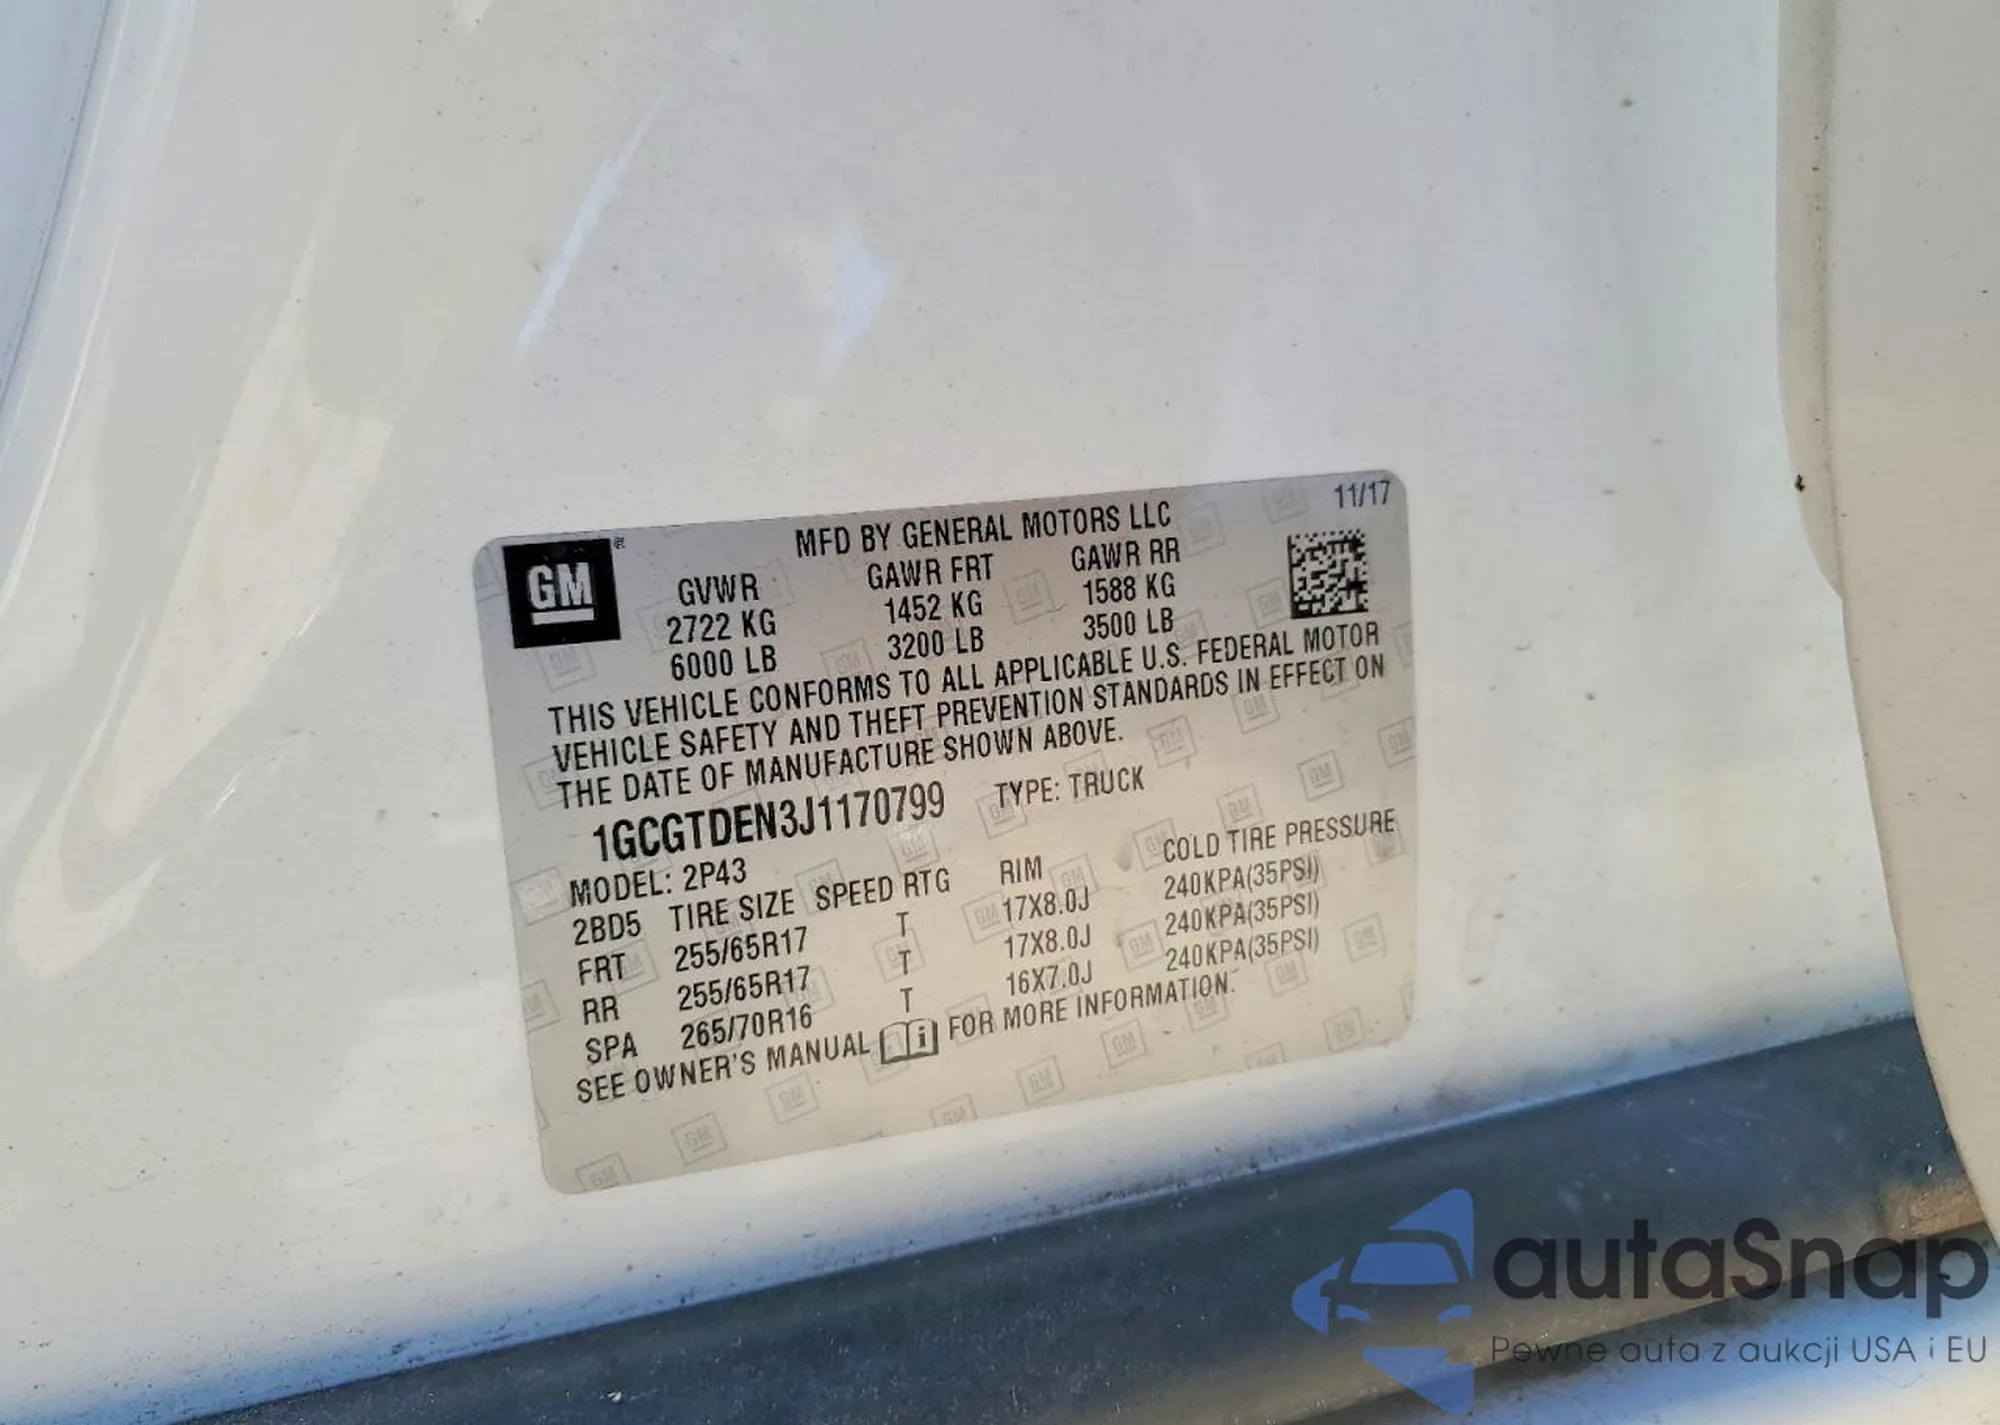 11/17
MFD BY GENERAL MOTORS LLC
GM
®
GVWR GAWR FRT GAWR RR
2722 KG 1452 KG 1588 KG
6000 LB 3200 LB 3500 LB
THIS VEHICLE CONFORMS TO ALL APPLICABLE U.S. FEDERAL MOTOR
VEHICLE SAFETY AND THEFT PREVENTION STANDARDS IN EFFECT ON
THE DATE OF MANUFACTURE SHOWN ABOVE.
1GCGTDEN3J1170799 TYPE: TRUCK
MODEL: 2P43
2BD5 TIRE SIZE SPEED RTG RIM COLD TIRE PRESSURE
FRT 255/65R17 T 17X8.0J 240KPA(35PSI)
RR 255/65R17 T 17X8.0J 240KPA(35PSI)
SPA 265/70R16 T 16X7.0J 240KPA(35PSI)
SEE OWNER'S MANUAL FOR MORE INFORMATION.
autaSnap
Pewne auta z aukcji USA i EU